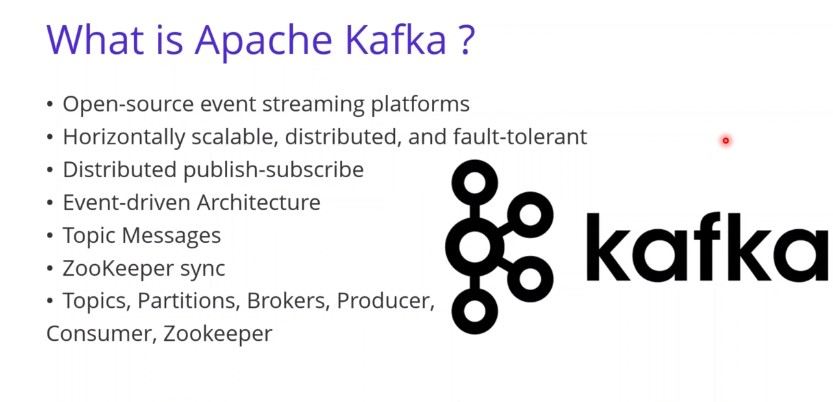 What is Apache Kafka ?
• Open-source event streaming platforms
• Horizontally scalable, distributed, and fault-tolerant
• Distributed publish-subscribe
• Event-driven Architecture
• Topic Messages
• ZooKeeper sync
• Topics, Partitions, Brokers, Producer,
Consumer, Zookeeper
kafka